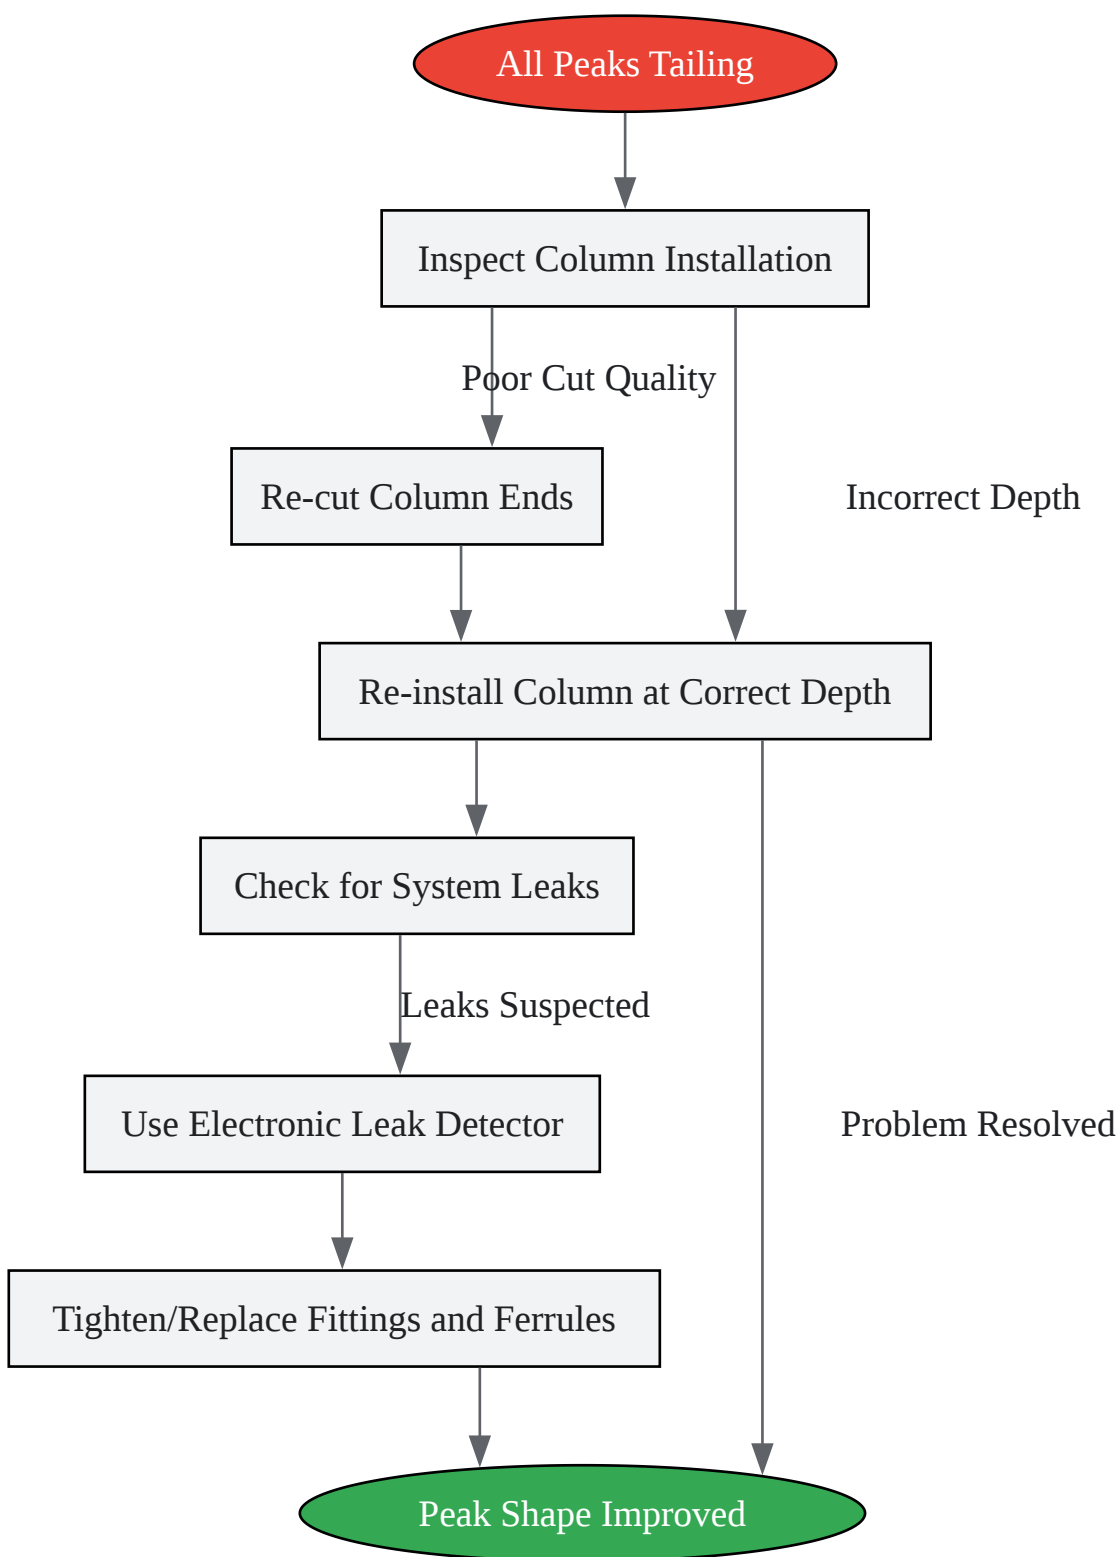 All Peaks Tailing
Inspect Column Installation
Poor Cut Quality
Re-cut Column Ends
Incorrect Depth
Re-install Column at Correct Depth
Check for System Leaks
Leaks Suspected
Use Electronic Leak Detector
Problem Resolved
Tighten/Replace Fittings and Ferrules
Peak Shape Improved